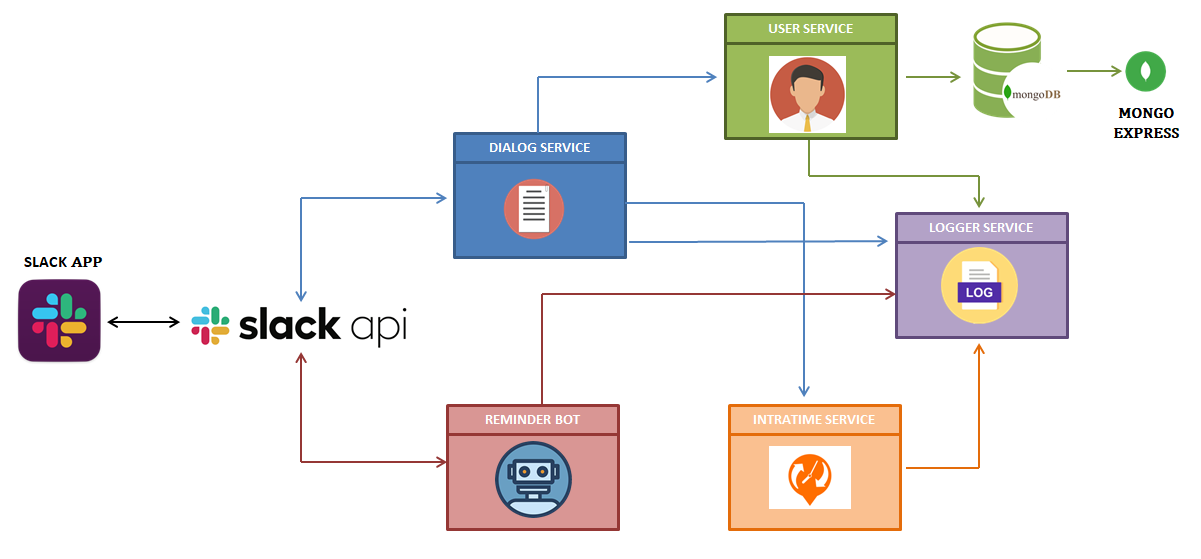 USER SERVICE
mongoDB
MONGO
EXPRESS
DIALOG SERVICE
LOGGER SERVICE
LOG
SLACK APP
slack api
REMINDER BOT
INTRATIME SERVICE